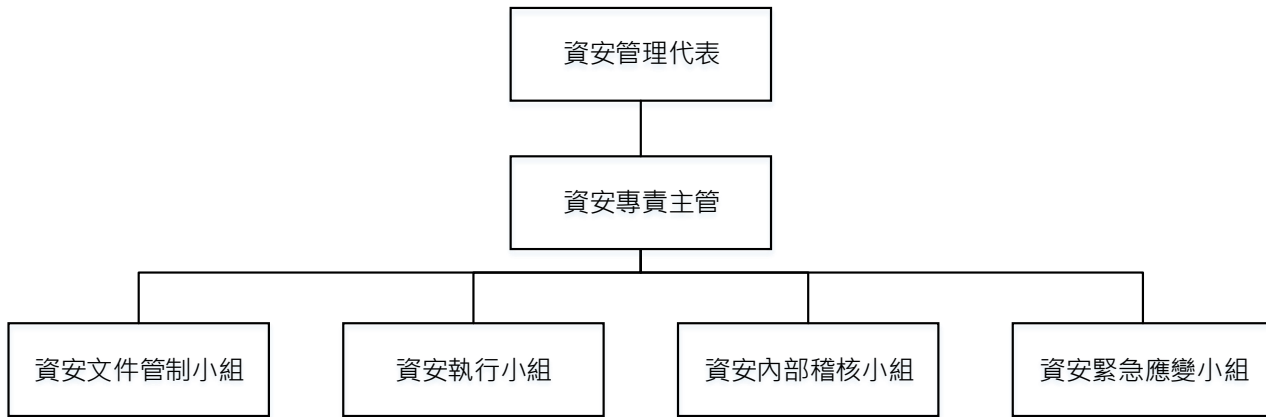 資安管理代表
資安專責主管
資安文件管制小組
資安執行小組
資安內部稽核小組
資安緊急應變小組